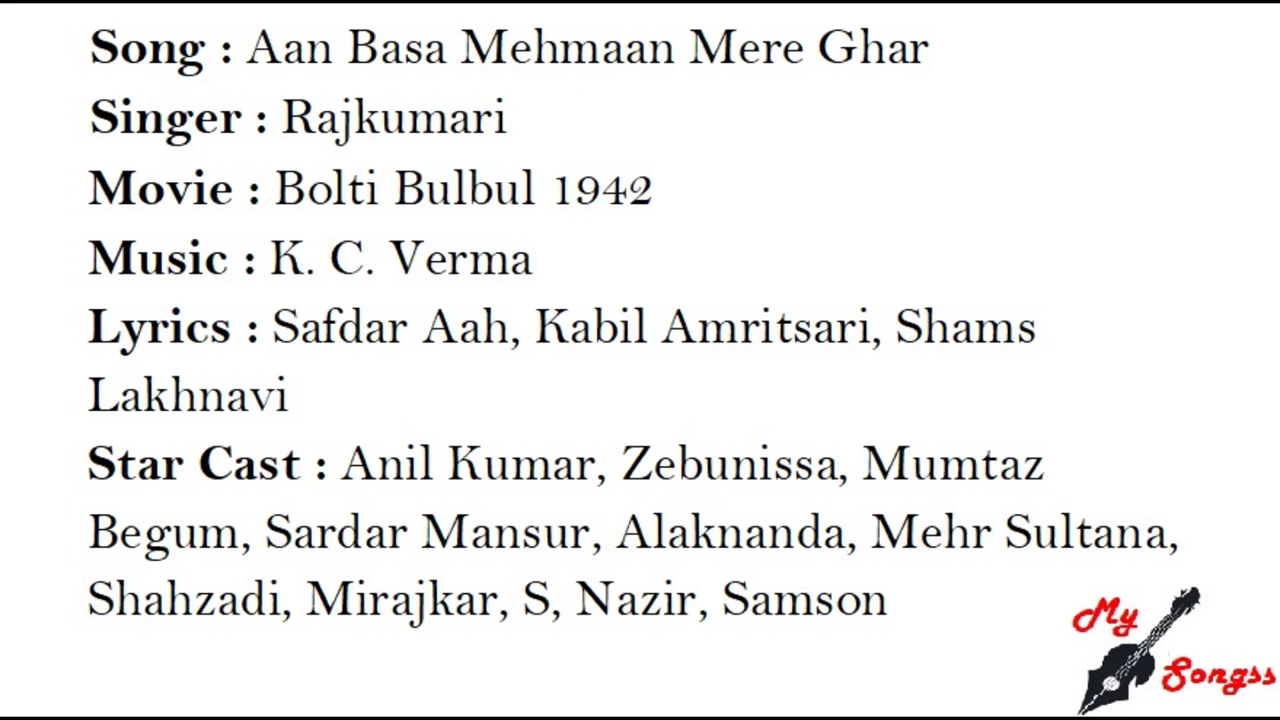 Song : Aan Basa Mehmaan Mere Ghar
Singer : Rajkumari
Movie : Bolti Bulbul 1942
Music : K. C. Verma
Lyrics : Safdar Aah, Kabil Amritsari, Shams
Lakhnavi
Star Cast : Anil Kumar, Zebunissa, Mumtaz
Begum, Sardar Mansur, Alaknanda, Mehr Sultana,
Shahzadi, Mirajkar, S, Nazir, Samson
My
Songss